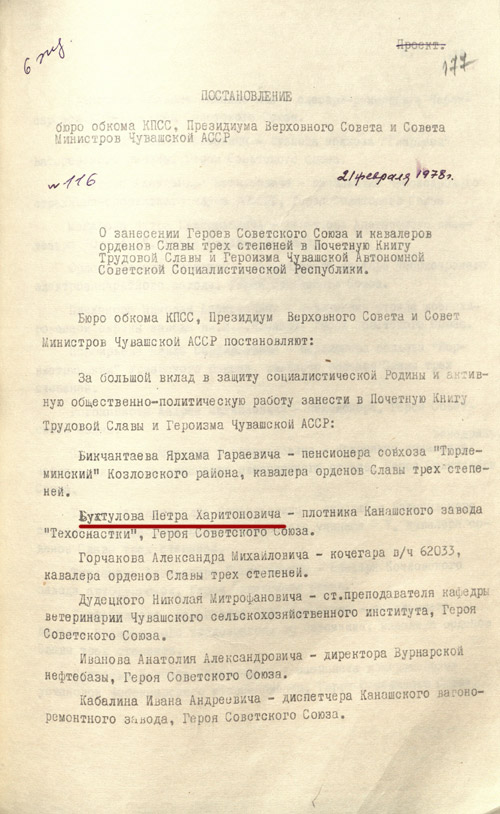 6 экз
Проект.
177
ПОСТАНОВЛЕНИЕ
бюро обкома КПСС, Президиума Верховного Совета и Совета
Министров Чувашской АССР
№ 116
21 февраля 1978г.
О занесении Героев Советского Союза и кавалеров
орденов Славы трех степеней в Почетную Книгу
Трудовой Славы и Героизма Чувашской Автономной
Советской Социалистической Республики.
Бюро обкома КПСС, Президиум Верховного Совета и Совет
Министров Чувашской АССР постановляют:
За большой вклад в защиту социалистической Родины и актив-
ную общественно-политическую работу занести в Почетную Книгу
Трудовой Славы и Героизма Чувашской АССР:
Бикчантаева Ярхама Гараевича - пенсионера совхоза "Тюрле-
минский" Козловского района, кавалера орденов Славы трех степе-
ней.
Бухтулова Петра Харитоновича - плотника Канашского завода
"Техоснастки", Героя Советского Союза.
Горчакова Александра Михайловича - кочегара в/ч 62033,
кавалера орденов Славы трех степеней.
Дудецкого Николая Митрофановича - ст.преподавателя кафедры
ветеринарии Чувашского сельскохозяйственного института, Героя
Советского Союза.
Иванова Анатолия Александровича - директора Вурнарской
нефтебазы, Героя Советского Союза.
Кабалина Ивана Андреевича - диспетчера Канашского вагоно-
ремонтного завода, Героя Советского Союза.